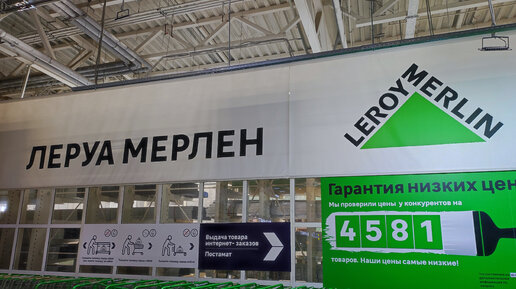 ЛЕРУА МЕРЛЕН
LEROY MERLIN
Гарантия низких цен
Мы проверили цены у конкурентов на
4581
товаров. Наши цены самые низкие!
Выдача товара
интернет-заказов
Постамат